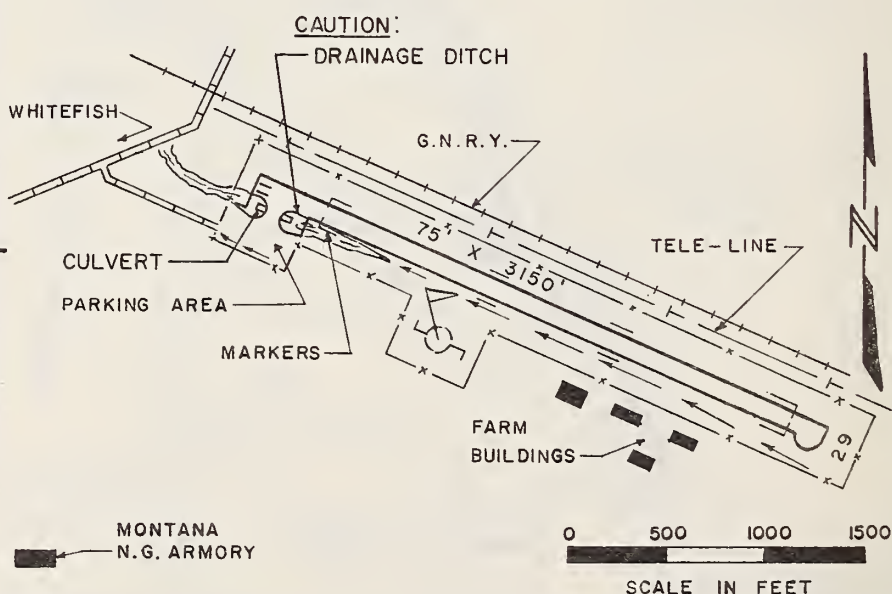 CAUTION:
DRAINAGE DITCH
WHITEFISH
G.N.R.Y.
75' X 3150'
TELE-LINE
N
CULVERT
PARKING AREA
MARKERS
FARM
BUILDINGS
29
MONTANA
N.G. ARMORY
0 500 1000 1500
SCALE IN FEET